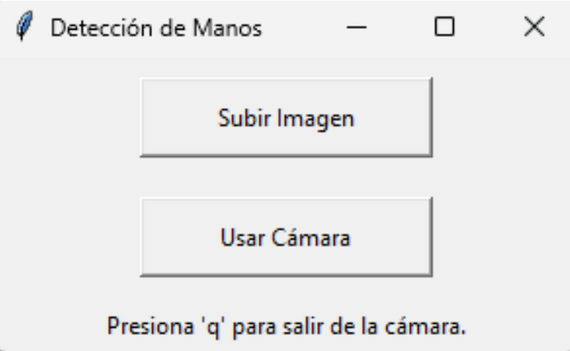 Detección de Manos
Subir Imagen
Usar Cámara
Presiona 'q' para salir de la cámara.